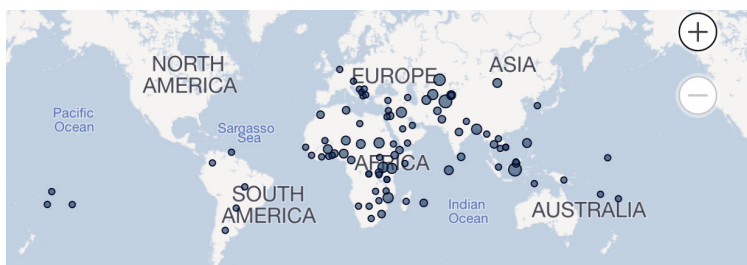 NORTH
AMERICA
EUROPE
ASIA
Pacific
Ocean
Sargasso
Sea
AFRICA
SOUTH
AMERICA
Indian
Ocean
AUSTRALIA